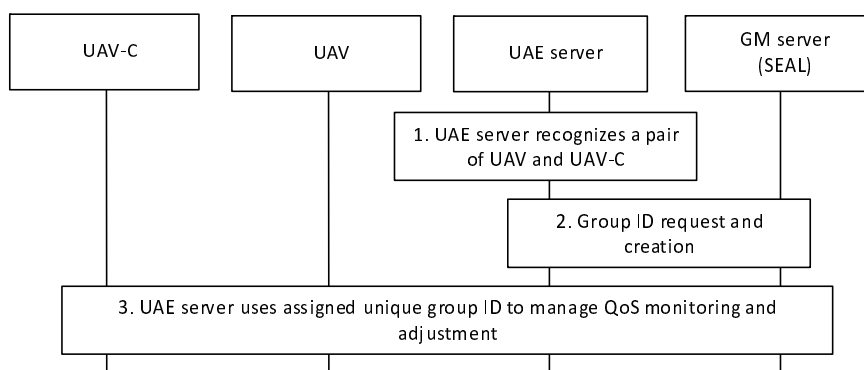 UAV-C
UAV
UAE server
GM server
(SEAL)
1. UAE server recognizes a pair
of UAV and UAV-C
2. Group ID request and
creation
3. UAE server uses assigned unique group ID to manage QoS monitoring and
adjustment